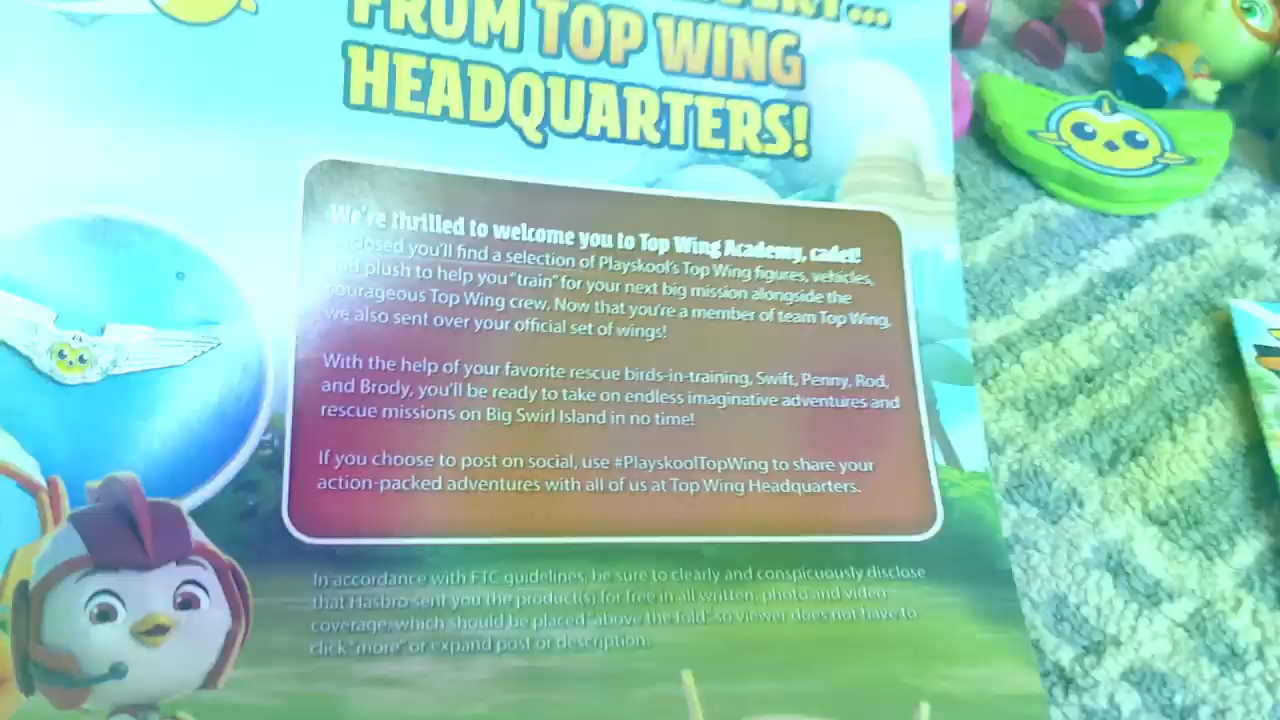 FROM TOP WING
HEADQUARTERS!
We're thrilled to welcome you to Top Wing Academy, cadet!
you'll find a selection of Playskool's Top Wing figures, vehicles,
plush to help you "train" for your next big mission alongside the
courageous Top Wing crew. Now that you're a member of team Top Wing,
we also sent over your official set of wings!
With the help of your favorite rescue birds-in-training, Swift, Penny, Rod,
and Brody, you'll be ready to take on endless imaginative adventures and
rescue missions on Big Swirl Island in no time!
If you choose to post on social, use #PlayskoolTopWing to share your
action-packed adventures with all of us at Top Wing Headquarters.
In accordance with FTC guidelines, be sure to clearly and conspicuously disclose
that Hasbro sent you the product(s) for free in all written, photo and video
coverage, which should be placed "above the fold" so viewer does not have to
click "more" or expand post or description.